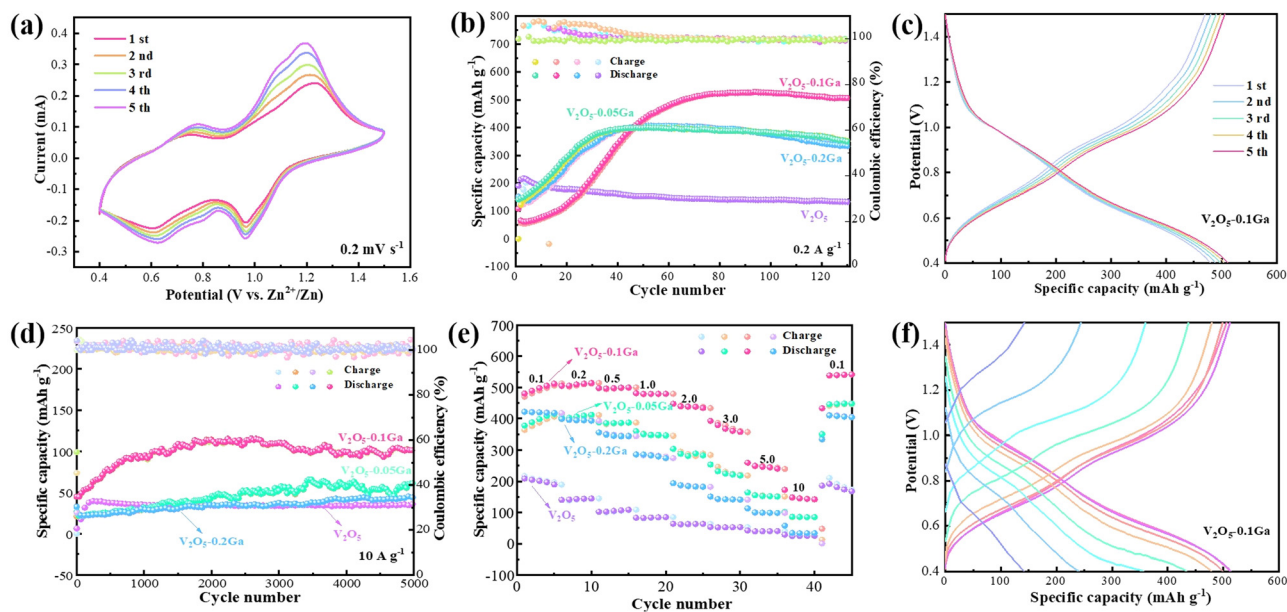 (a)
1 st
2 nd
3 rd
4 th
5 th
0.2 mV s⁻¹
Current (mA)
0.4
0.3
0.2
0.1
0.0
-0.1
-0.2
-0.3
0.4 0.6 0.8 1.0 1.2 1.4 1.6
Potential (V vs. Zn²⁺/Zn)
(b)
Charge
Discharge
V₂O₅-0.1Ga
V₂O₅-0.05Ga
V₂O₅-0.2Ga
V₂O₅
0.2 A g⁻¹
Specific capacity (mAh g⁻¹)
800
700
600
500
400
300
200
100
0
-100
Coulombic efficiency (%)
100
80
60
40
20
0
0 20 40 60 80 100 120
Cycle number
(c)
1 st
2 nd
3 rd
4 th
5 th
V₂O₅-0.1Ga
Potential (V)
1.4
1.2
1.0
0.8
0.6
0.4
0 100 200 300 400 500 600
Specific capacity (mAh g⁻¹)
(d)
Charge
Discharge
V₂O₅-0.1Ga
V₂O₅-0.05Ga
V₂O₅-0.2Ga
V₂O₅
10 A g⁻¹
Specific capacity (mAh g⁻¹)
250
200
150
100
50
0
-50
Coulombic efficiency (%)
100
80
60
40
20
0
0 1000 2000 3000 4000 5000
Cycle number
(e)
Charge
Discharge
V₂O₅-0.1Ga
0.1 0.2 0.5 1.0 2.0 3.0 5.0 10 0.1
V₂O₅-0.05Ga
V₂O₅-0.2Ga
V₂O₅
Specific capacity (mAh g⁻¹)
700
600
500
400
300
200
100
0
-100
0 10 20 30 40
Cycle number
(f)
V₂O₅-0.1Ga
Potential (V)
1.4
1.2
1.0
0.8
0.6
0.4
0 100 200 300 400 500 600
Specific capacity (mAh g⁻¹)